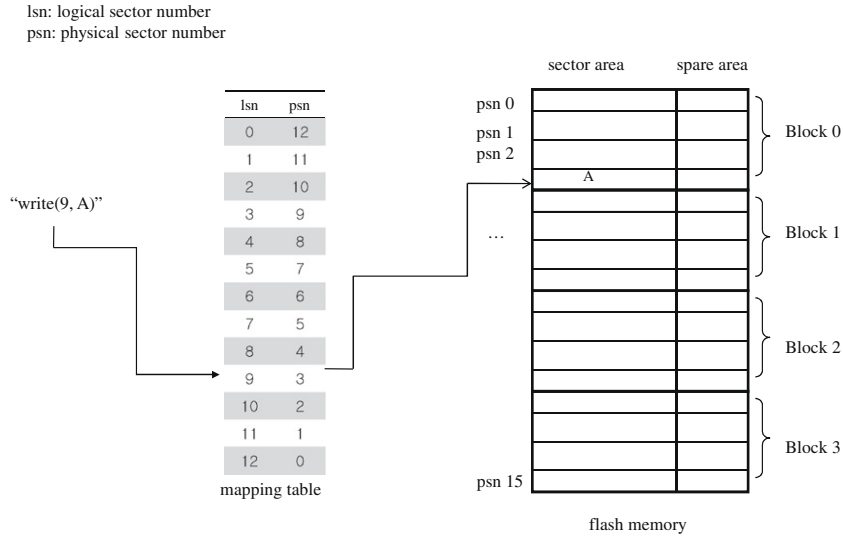 lsn: logical sector number
psn: physical sector number
sector area spare area
lsn psn
psn 0
Block 0
0 12
psn 1
1 11
psn 2
2 10
A
“write(9, A)”
3 9
...
Block 1
4 8
5 7
6 6
7 5
8 4
Block 2
9 3
10 2
11 1
Block 3
12 0
mapping table
psn 15
flash memory